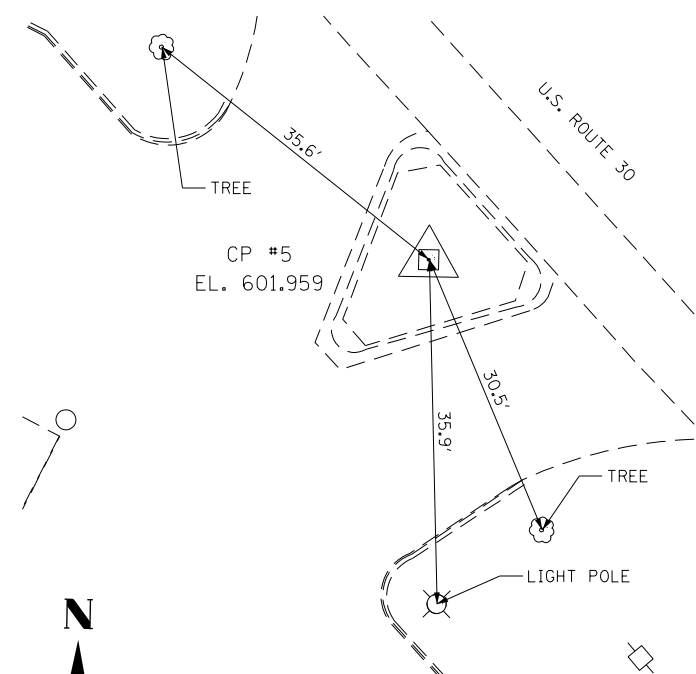 U.S. ROUTE 30
35.6'
TREE
CP #5
EL. 601.959
30.5'
35.9'
TREE
LIGHT POLE
N